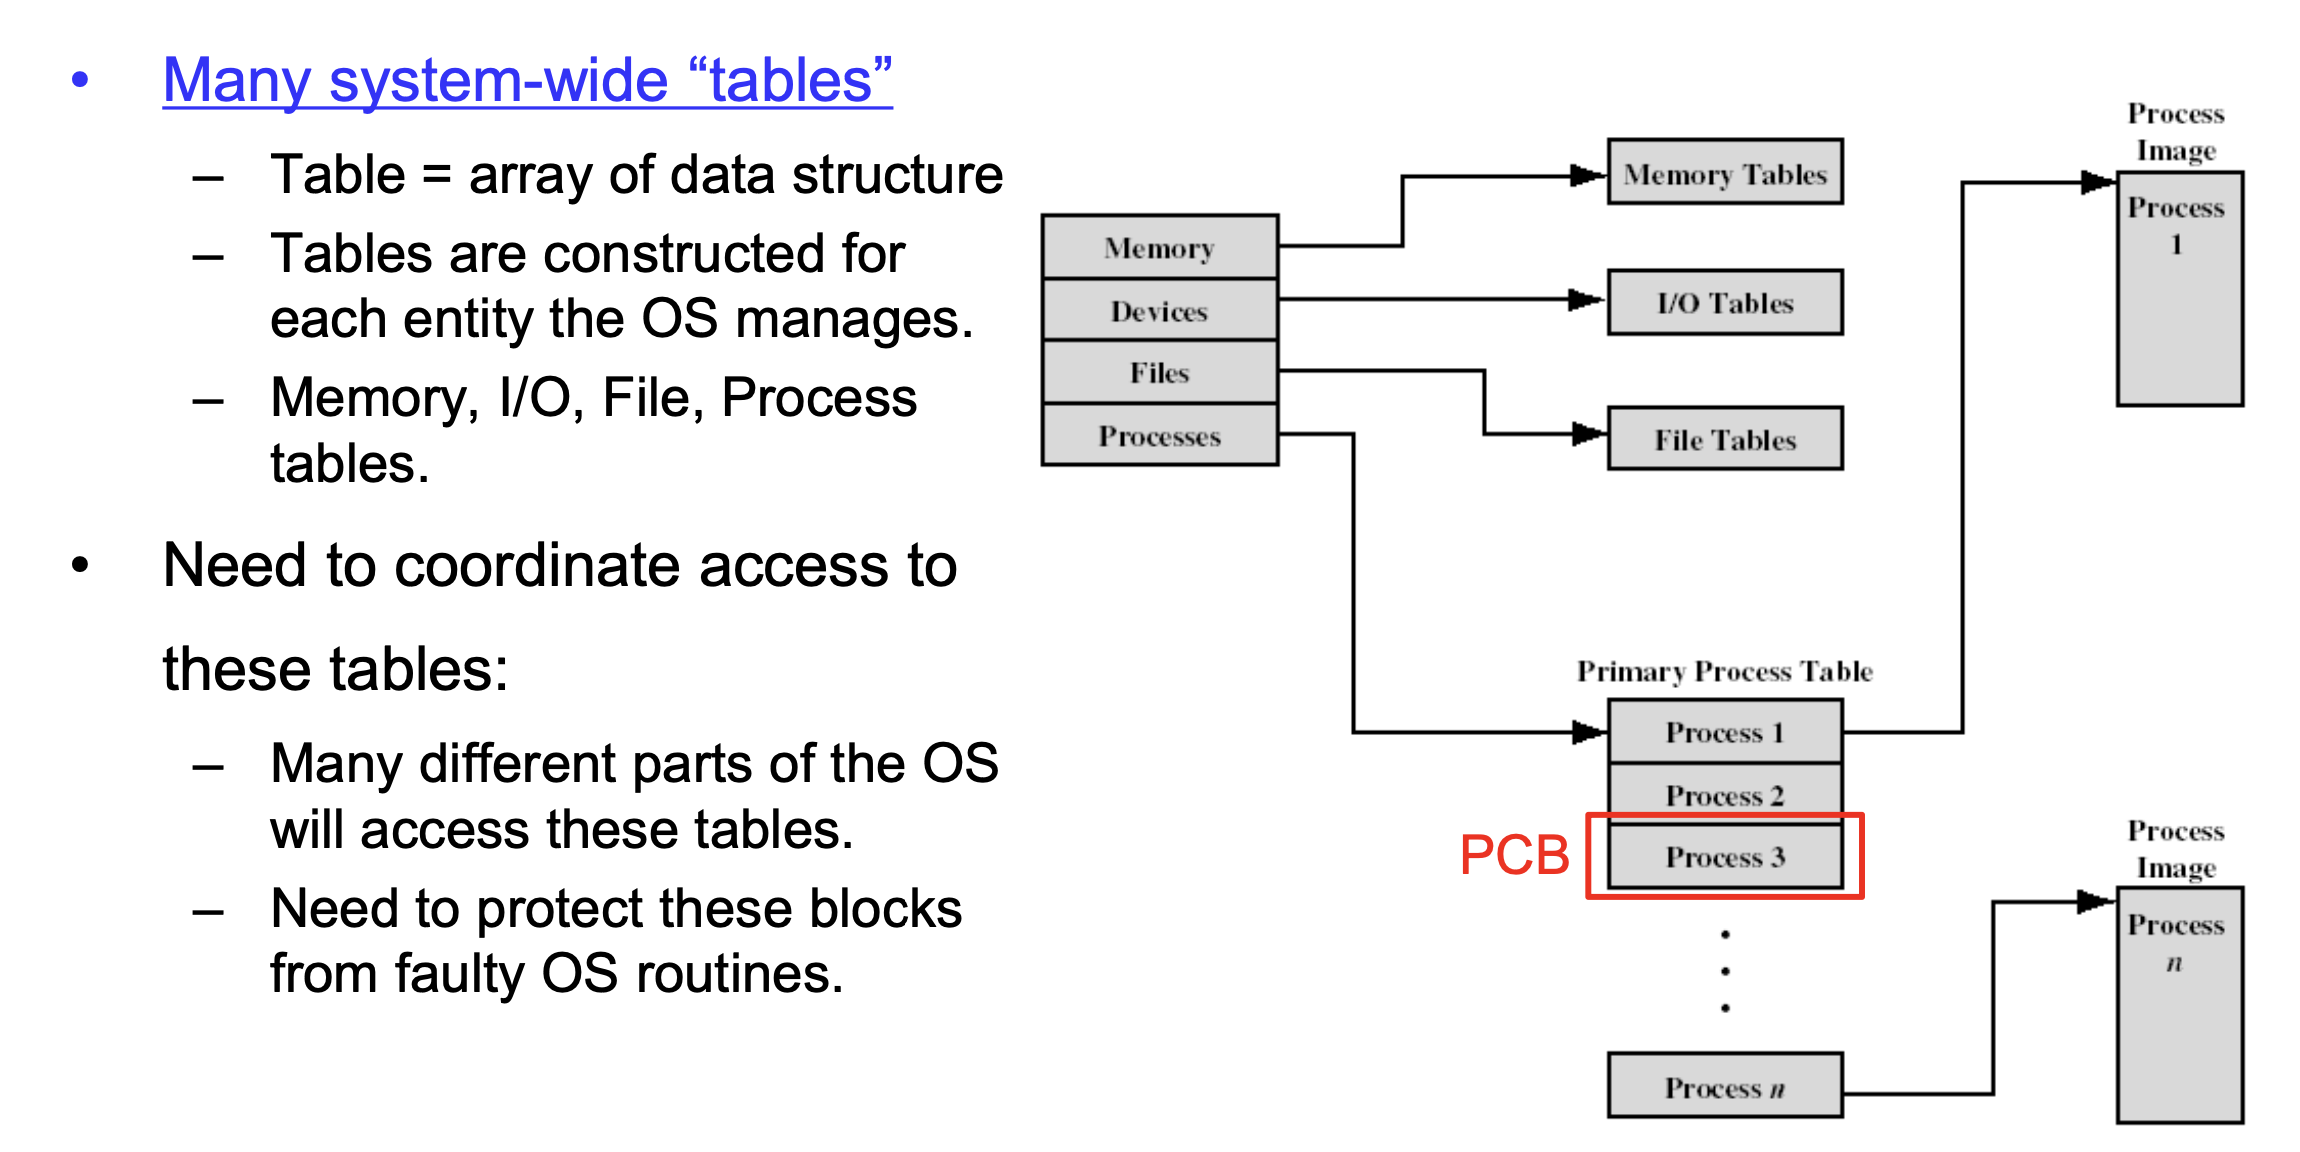 • Many system-wide “tables”
– Table = array of data structure
– Tables are constructed for
each entity the OS manages.
– Memory, I/O, File, Process
tables.
• Need to coordinate access to
these tables:
– Many different parts of the OS
will access these tables.
– Need to protect these blocks
from faulty OS routines.
Memory
Devices
Files
Processes
Memory Tables
I/O Tables
File Tables
Primary Process Table
Process 1
Process 2
PCB
Process 3
Process n
Process
Image
Process
1
Process
Image
Process
n